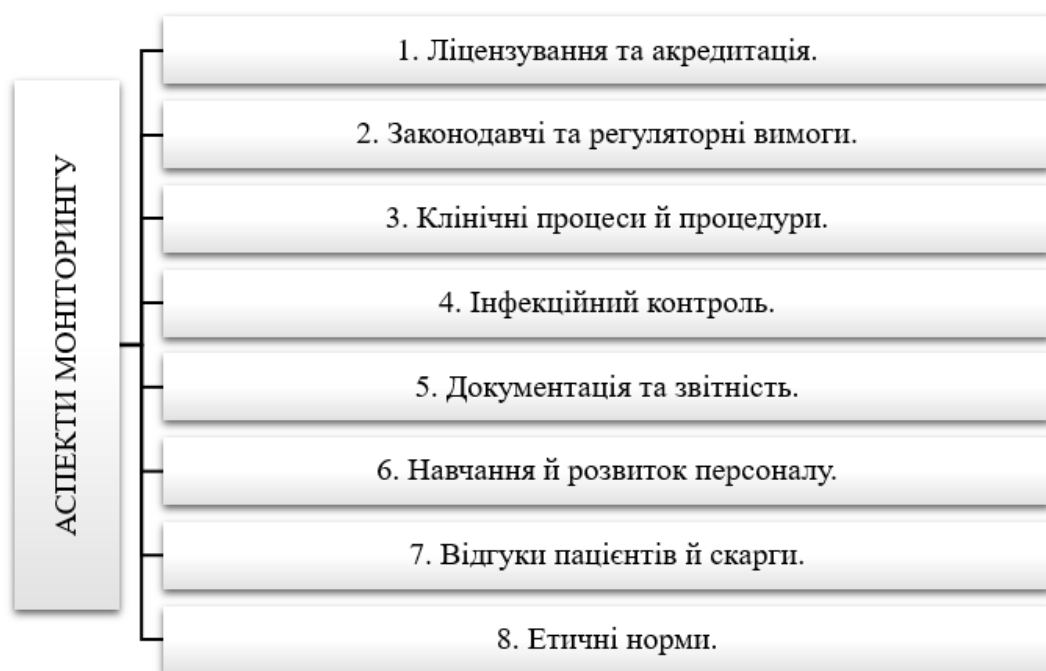 АСПЕКТИ МОНІТОРИНГУ
1. Ліцензування та акредитація.
2. Законодавчі та регуляторні вимоги.
3. Клінічні процеси й процедури.
4. Інфекційний контроль.
5. Документація та звітність.
6. Навчання й розвиток персоналу.
7. Відгуки пацієнтів й скарги.
8. Етичні норми.